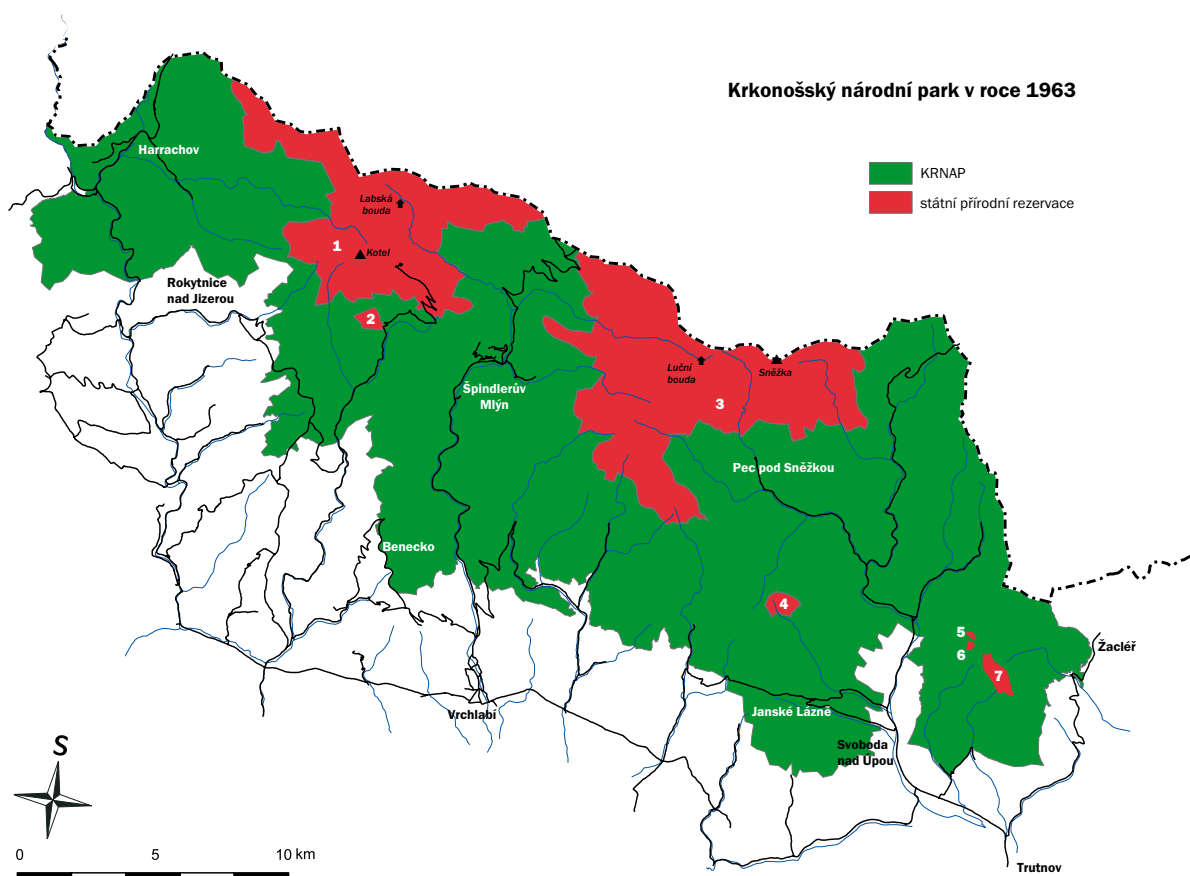 Krkonošský národní park v roce 1963
KRNAP
státní přírodní rezervace
Harrachov
Labská
bouda
1
Kotel
Rokytnice
nad Jizerou
2
Špindlerův
Mlýn
Luční
bouda
Sněžka
3
Pec pod Sněžkou
Benecko
4
5
6
7
Žacléř
Vrchlabí
Janské Lázně
Svoboda
nad Úpou
Trutnov
S
0 5 10 km